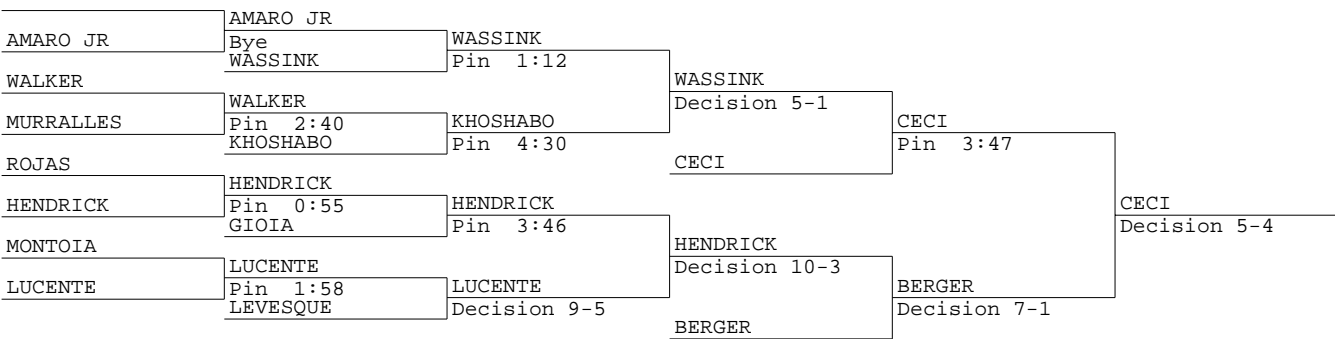 AMARO JR
AMARO JR
Bye
WASSINK
WASSINK
Pin 1:12
WALKER
WASSINK
Decision 5-1
WALKER
MURRALLES
Pin 2:40
KHOSHABO
KHOSHABO
Pin 4:30
CECI
Pin 3:47
ROJAS
CECI
HENDRICK
HENDRICK
Pin 0:55
GIOIA
HENDRICK
Pin 3:46
CECI
Decision 5-4
MONTOIA
HENDRICK
Decision 10-3
LUCENTE
LUCENTE
Pin 1:58
LEVESQUE
LUCENTE
Decision 9-5
BERGER
Decision 7-1
BERGER